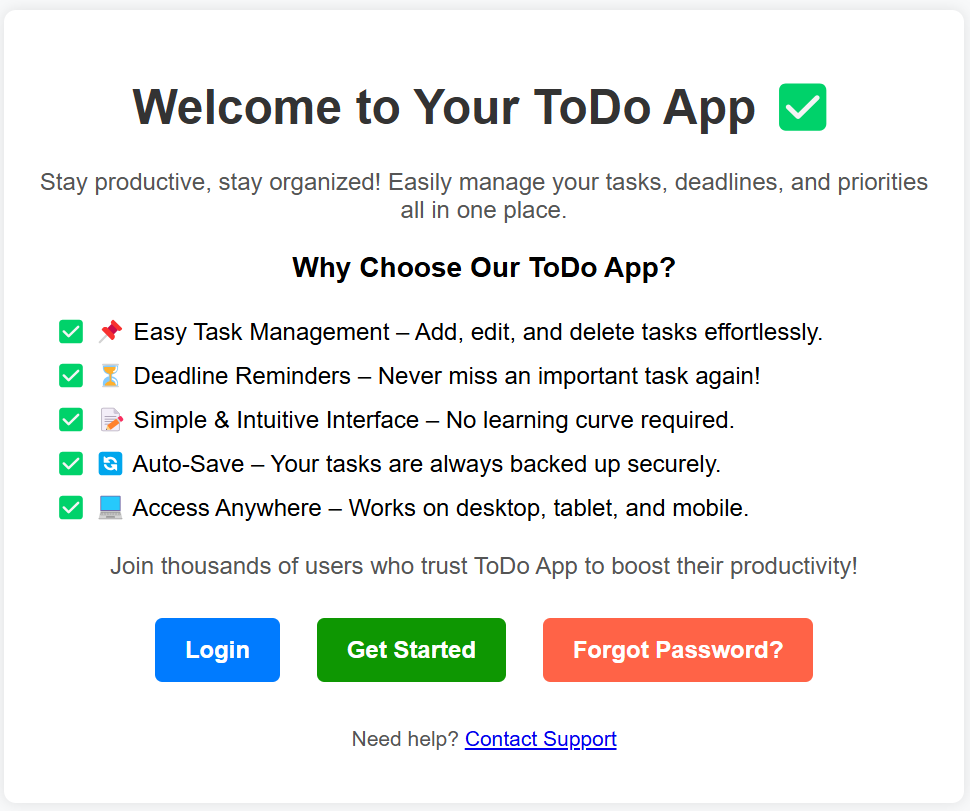 Welcome to Your ToDo App ✅
Stay productive, stay organized! Easily manage your tasks, deadlines, and priorities
all in one place.
Why Choose Our ToDo App?
✅ 📌 Easy Task Management – Add, edit, and delete tasks effortlessly.
✅ ⏳ Deadline Reminders – Never miss an important task again!
✅ 📝 Simple & Intuitive Interface – No learning curve required.
✅ 🔄 Auto-Save – Your tasks are always backed up securely.
✅ 💻 Access Anywhere – Works on desktop, tablet, and mobile.
Join thousands of users who trust ToDo App to boost their productivity!
Login
Get Started
Forgot Password?
Need help? Contact Support